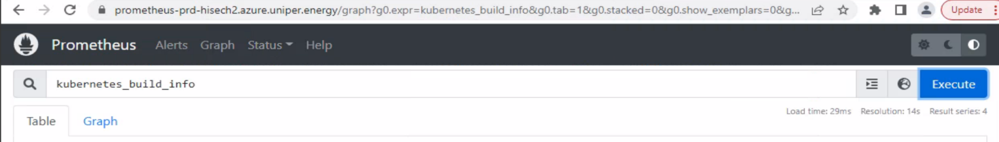 prometheus-prd-hisech2.azure.uniper.energy/graph?g0.expr=kubernetes_build_info&g0.tab=1&g0.stacked=0&g0.show_exemplars=0&g... Update
Prometheus Alerts Graph Status Help
kubernetes_build_info Execute
Load time: 29ms Resolution: 14s Result series: 4
Table Graph